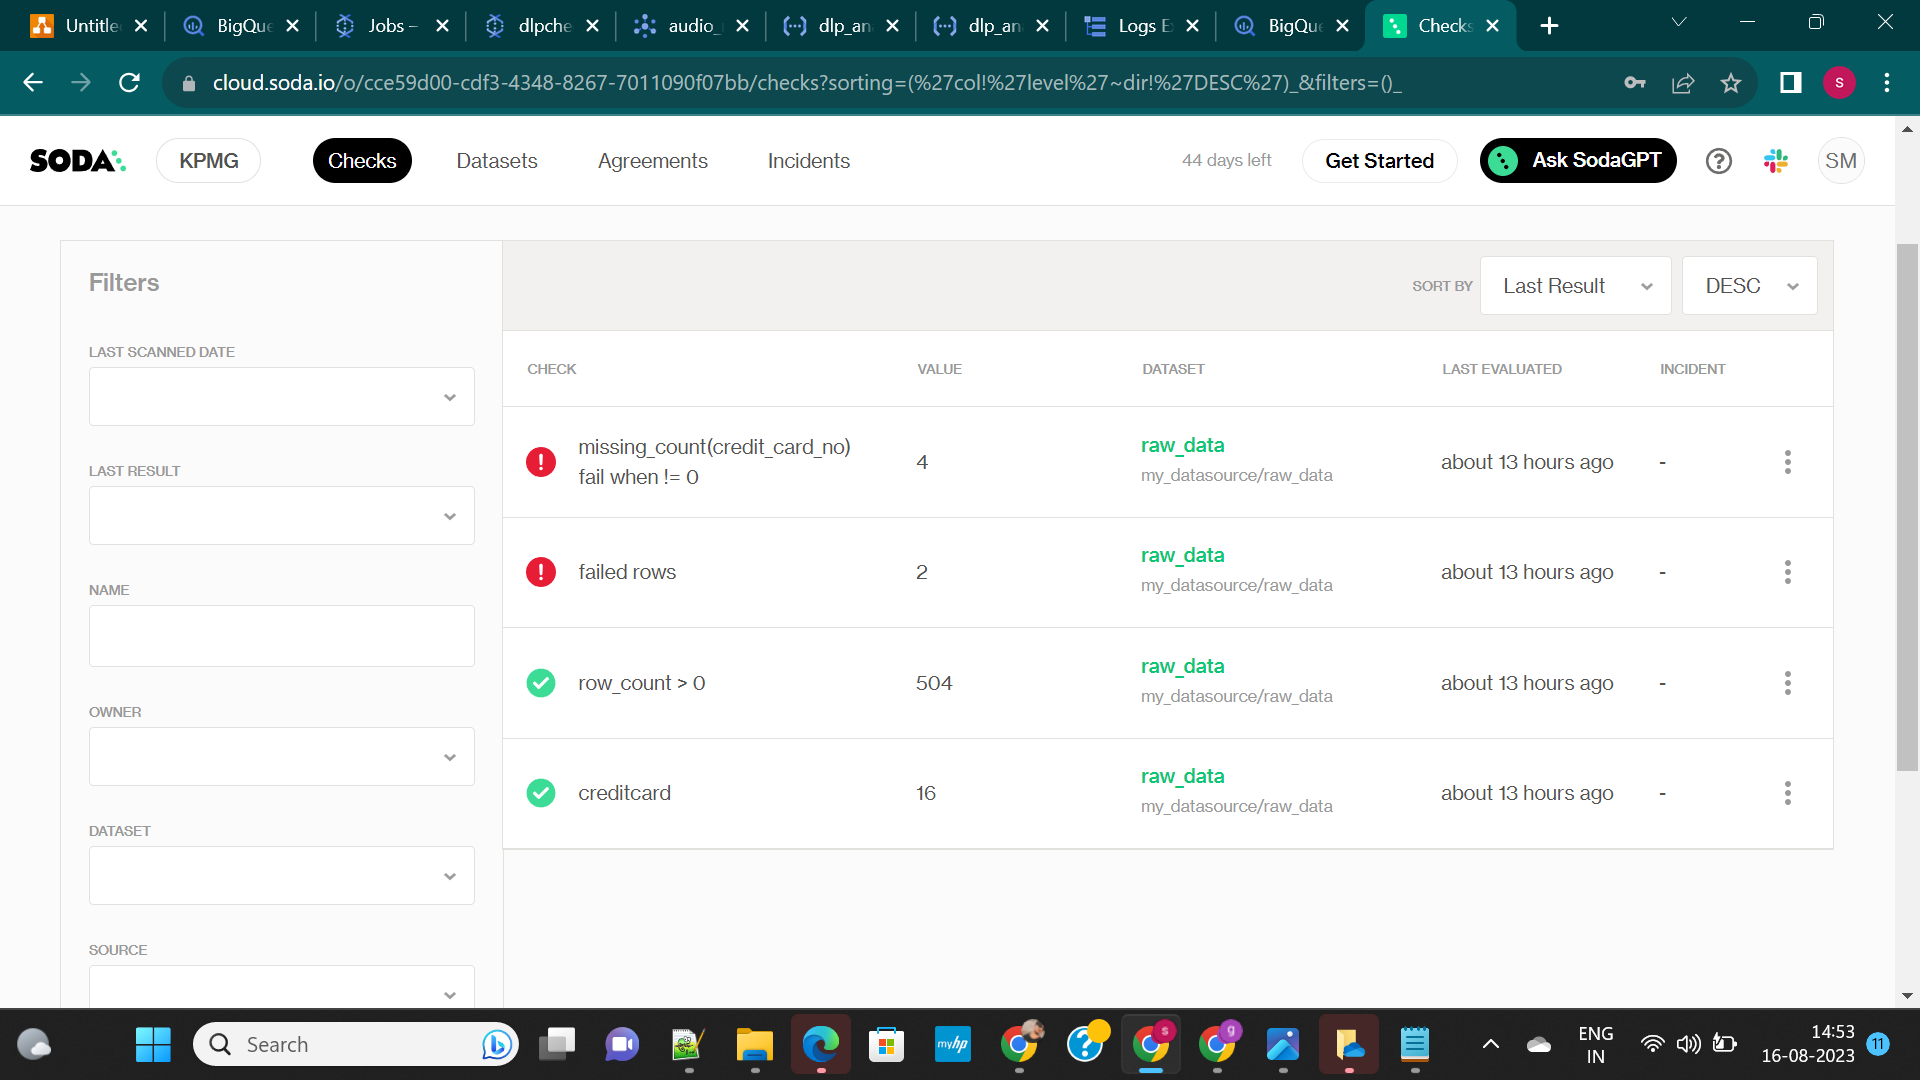 Untitle
BigQue
Jobs –
dlpche
audio_
dlp_an
dlp_an
Logs E
BigQue
Checks
cloud.soda.io/o/cce59d00-cdf3-4348-8267-7011090f07bb/checks?sorting=(%27col!%27level%27~dir!%27DESC%27)_&filters=()_
S
SODA
KPMG
Checks
Datasets
Agreements
Incidents
44 days left
Get Started
Ask SodaGPT
SM
Filters
SORT BY
Last Result
DESC
LAST SCANNED DATE
LAST RESULT
NAME
OWNER
DATASET
SOURCE
CHECK VALUE DATASET LAST EVALUATED INCIDENT
missing_count(credit_card_no)
fail when != 0
4
raw_data
my_datasource/raw_data
about 13 hours ago
-
failed rows
2
raw_data
my_datasource/raw_data
about 13 hours ago
-
row_count > 0
504
raw_data
my_datasource/raw_data
about 13 hours ago
-
creditcard
16
raw_data
my_datasource/raw_data
about 13 hours ago
-
Search
myhp
s
g
ENG
IN
14:53
16-08-2023
11